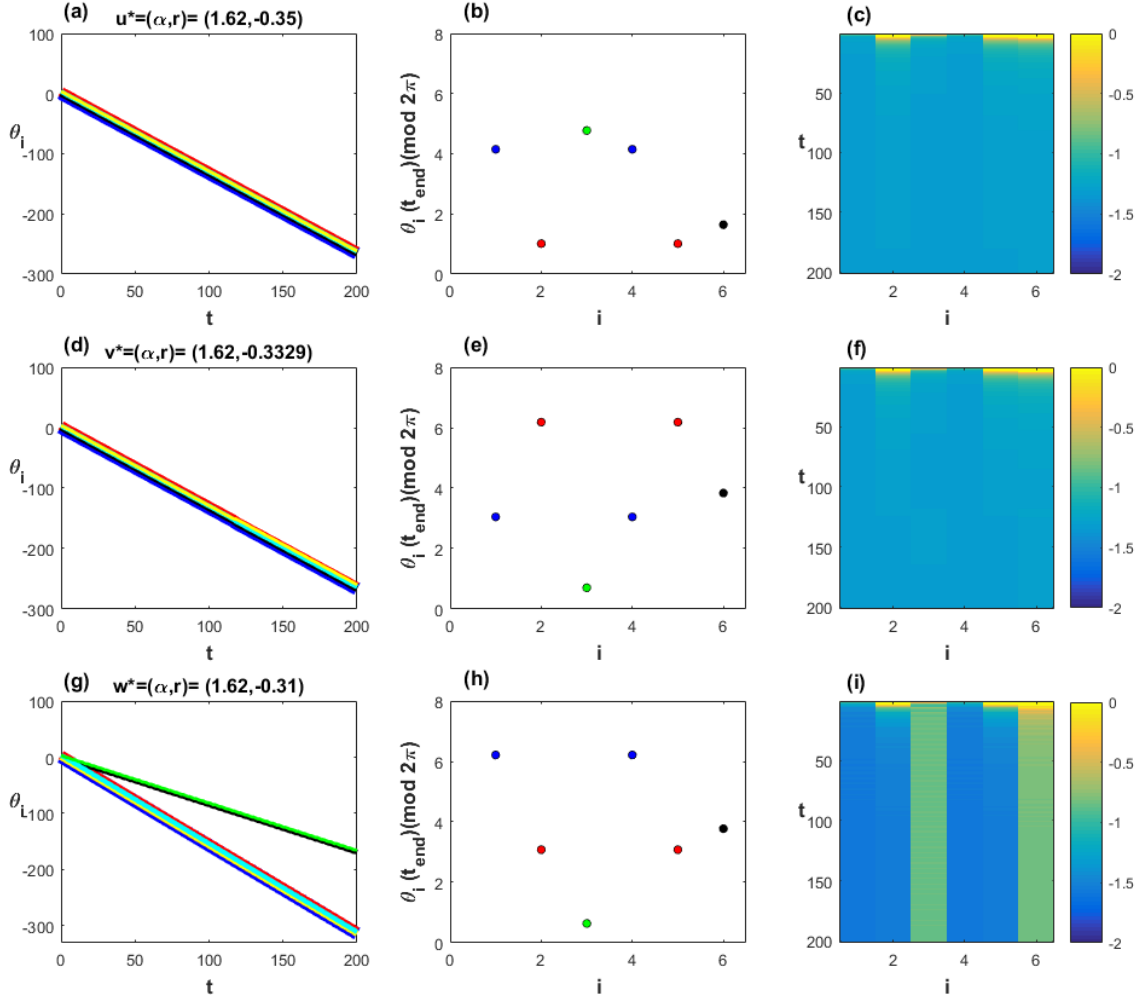 (a)
u*=(α,r)= (1.62,-0.35)
100
0
-100
-200
-300
θi
0 50 100 150 200
t
(b)
8
6
4
2
0
θi (tend)(mod 2π)
0 2 4 6
i
(c)
50
100
150
200
t
2 4 6
i
0
-0.5
-1
-1.5
-2
(d)
v*=(α,r)= (1.62,-0.3329)
100
0
-100
-200
-300
θi
0 50 100 150 200
t
(e)
8
6
4
2
0
θi (tend)(mod 2π)
0 2 4 6
i
(f)
50
100
150
200
t
2 4 6
i
0
-0.5
-1
-1.5
-2
(g)
w*=(α,r)= (1.62,-0.31)
100
0
-100
-200
-300
θi
0 50 100 150 200
t
(h)
8
6
4
2
0
θi (tend)(mod 2π)
0 2 4 6
i
(i)
50
100
150
200
t
2 4 6
i
0
-0.5
-1
-1.5
-2